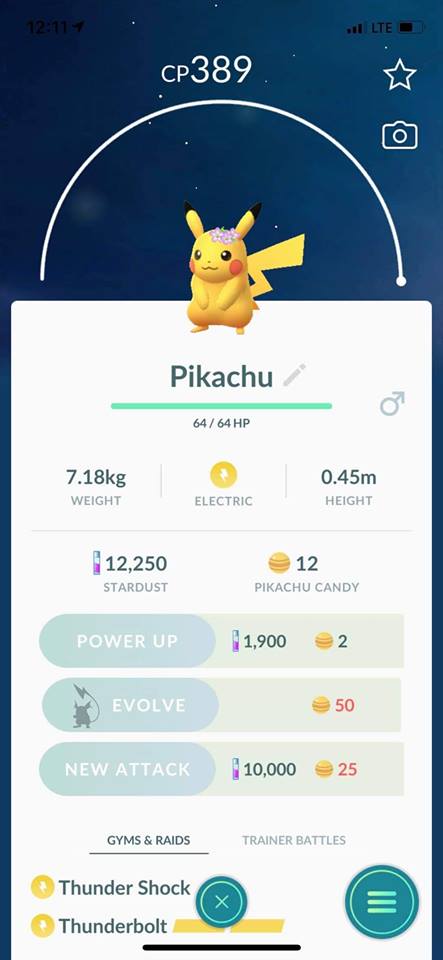 12:11 LTE
CP389
Pikachu
64 / 64 HP
7.18kg
WEIGHT
ELECTRIC
0.45m
HEIGHT
12,250
STARDUST
12
PIKACHU CANDY
POWER UP 1,900 2
EVOLVE 50
NEW ATTACK 10,000 25
GYMS & RAIDS TRAINER BATTLES
Thunder Shock
Thunderbolt